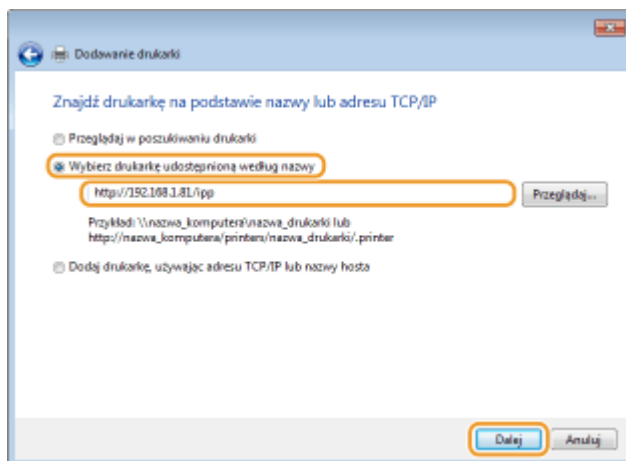 Dodawanie drukarki
Znajdź drukarkę na podstawie nazwy lub adresu TCP/IP
Przeglądaj w poszukiwaniu drukarki
Wybierz drukarkę udostępnioną według nazwy
http://192.168.1.81/ipp
Przeglądaj...
Przykład: \\nazwa_komputera\nazwa_drukarki lub
http://nazwa_komputera/printers/nazwa_drukarki/.printer
Dodaj drukarkę, używając adresu TCP/IP lub nazwy hosta
Dalej
Anuluj